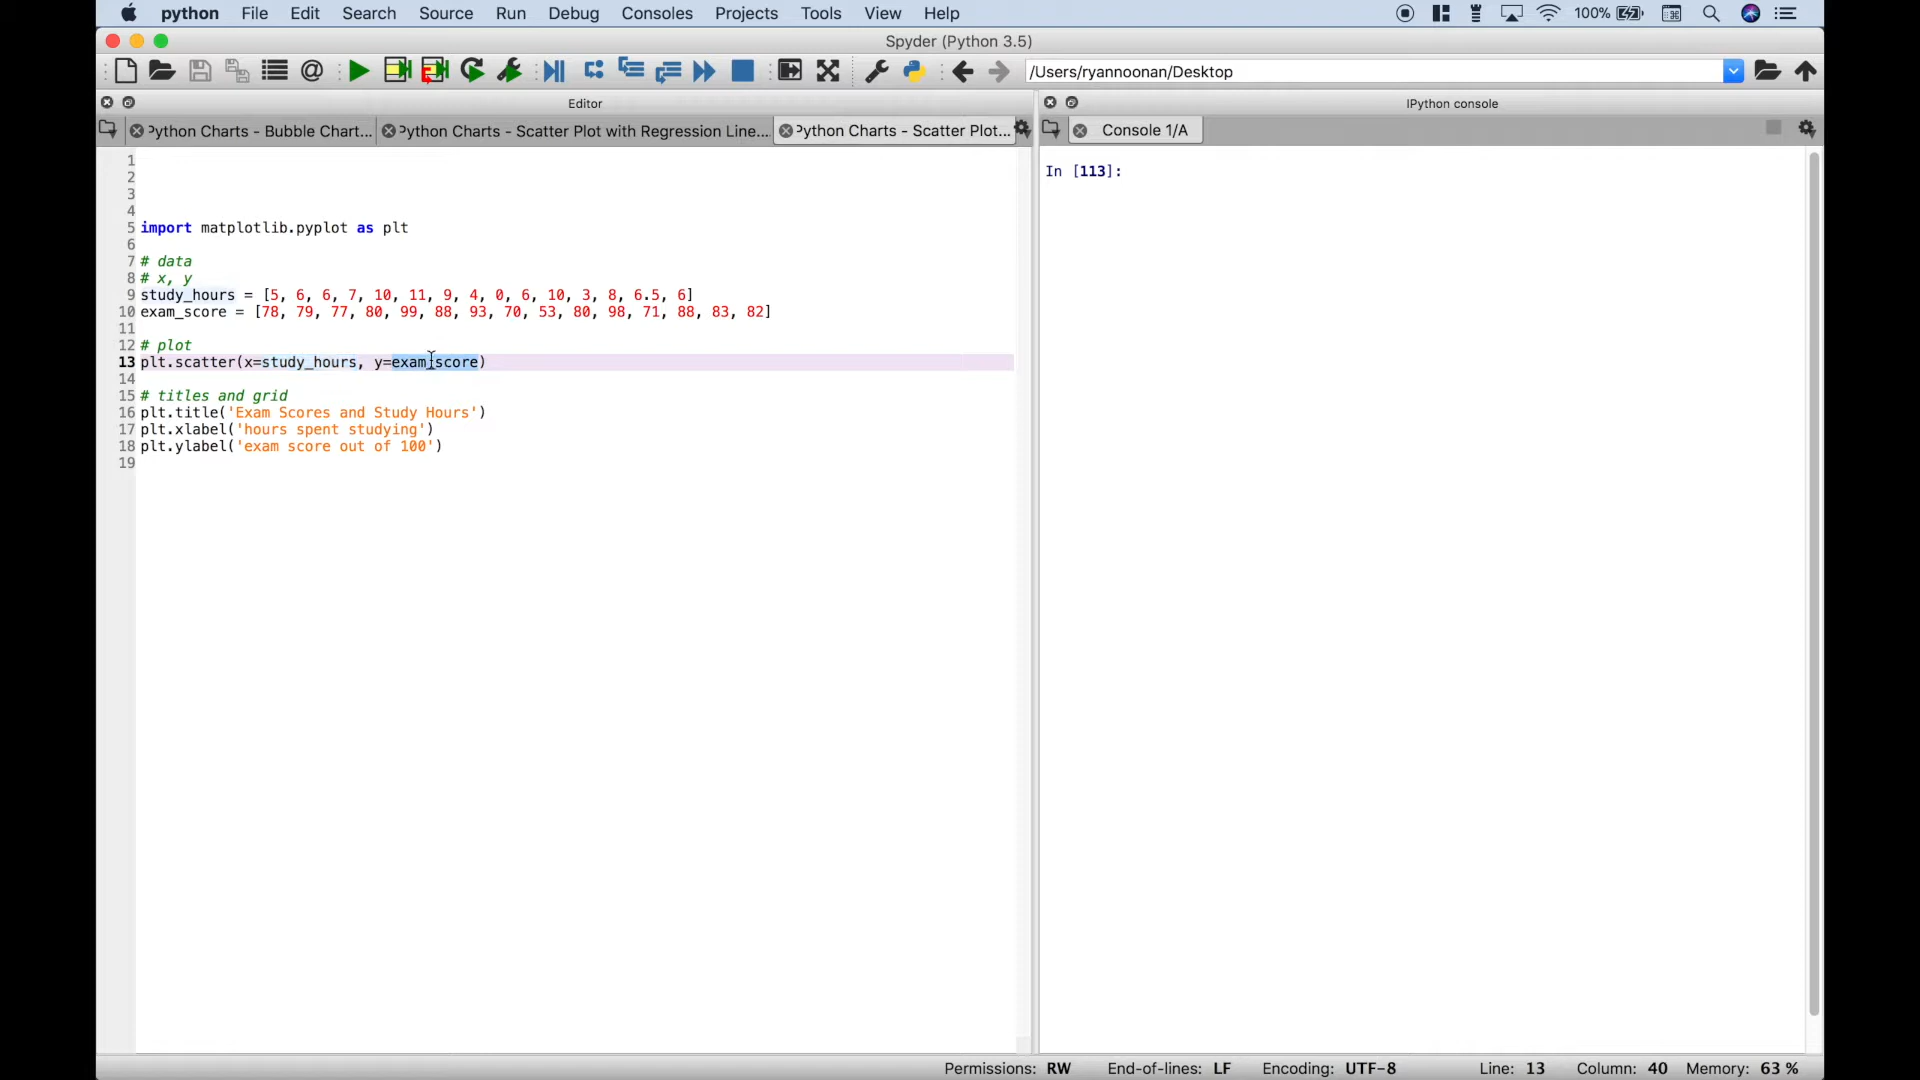 python File Edit Search Source Run Debug Consoles Projects Tools View Help 100%
Spyder (Python 3.5)
/Users/ryannoonan/Desktop
Editor
IPython console
Python Charts - Bubble Chart...
Python Charts - Scatter Plot with Regression Line...
Python Charts - Scatter Plot...
Console 1/A
1
2
3
4
5 import matplotlib.pyplot as plt
6
7 # data
8 # x, y
9 study_hours = [5, 6, 6, 7, 10, 11, 9, 4, 0, 6, 10, 3, 8, 6.5, 6]
10 exam_score = [78, 79, 77, 80, 99, 88, 93, 70, 53, 80, 98, 71, 88, 83, 82]
11
12 # plot
13 plt.scatter(x=study_hours, y=exam_score)
14
15 # titles and grid
16 plt.title('Exam Scores and Study Hours')
17 plt.xlabel('hours spent studying')
18 plt.ylabel('exam score out of 100')
19
In [113]:
Permissions: RW End-of-lines: LF Encoding: UTF-8 Line: 13 Column: 40 Memory: 63 %